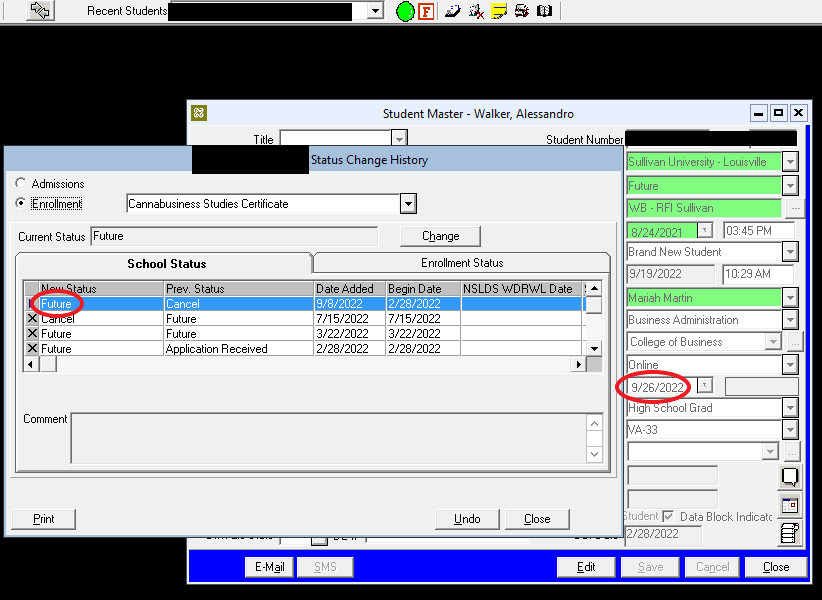 Recent Students
F
Student Master - Walker, Alessandro
Title
Student Number
Status Change History
Sullivan University - Louisville
Admissions
Future
Enrollment
Cannabusiness Studies Certificate
WB - RFI Sullivan
...
8/24/2021
03:45 PM
Current Status
Future
Change
Brand New Student
School Status
Enrollment Status
9/19/2022
10:29 AM
New Status
Prev. Status
Date Added
Begin Date
NSLDS WDRWL Date
Future
Cancel
9/8/2022
2/28/2022
Mariah Martin
X Cancel
Future
7/15/2022
7/15/2022
Business Administration
X Future
Future
3/22/2022
3/22/2022
College of Business
...
X Future
Application Received
2/28/2022
2/28/2022
Online
9/26/2022
High School Grad
Comment
VA-33
...
Print
Undo
Close
Student
Data Block Indicato
2/28/2022
E-Mail
SMS
Edit
Save
Cancel
Close